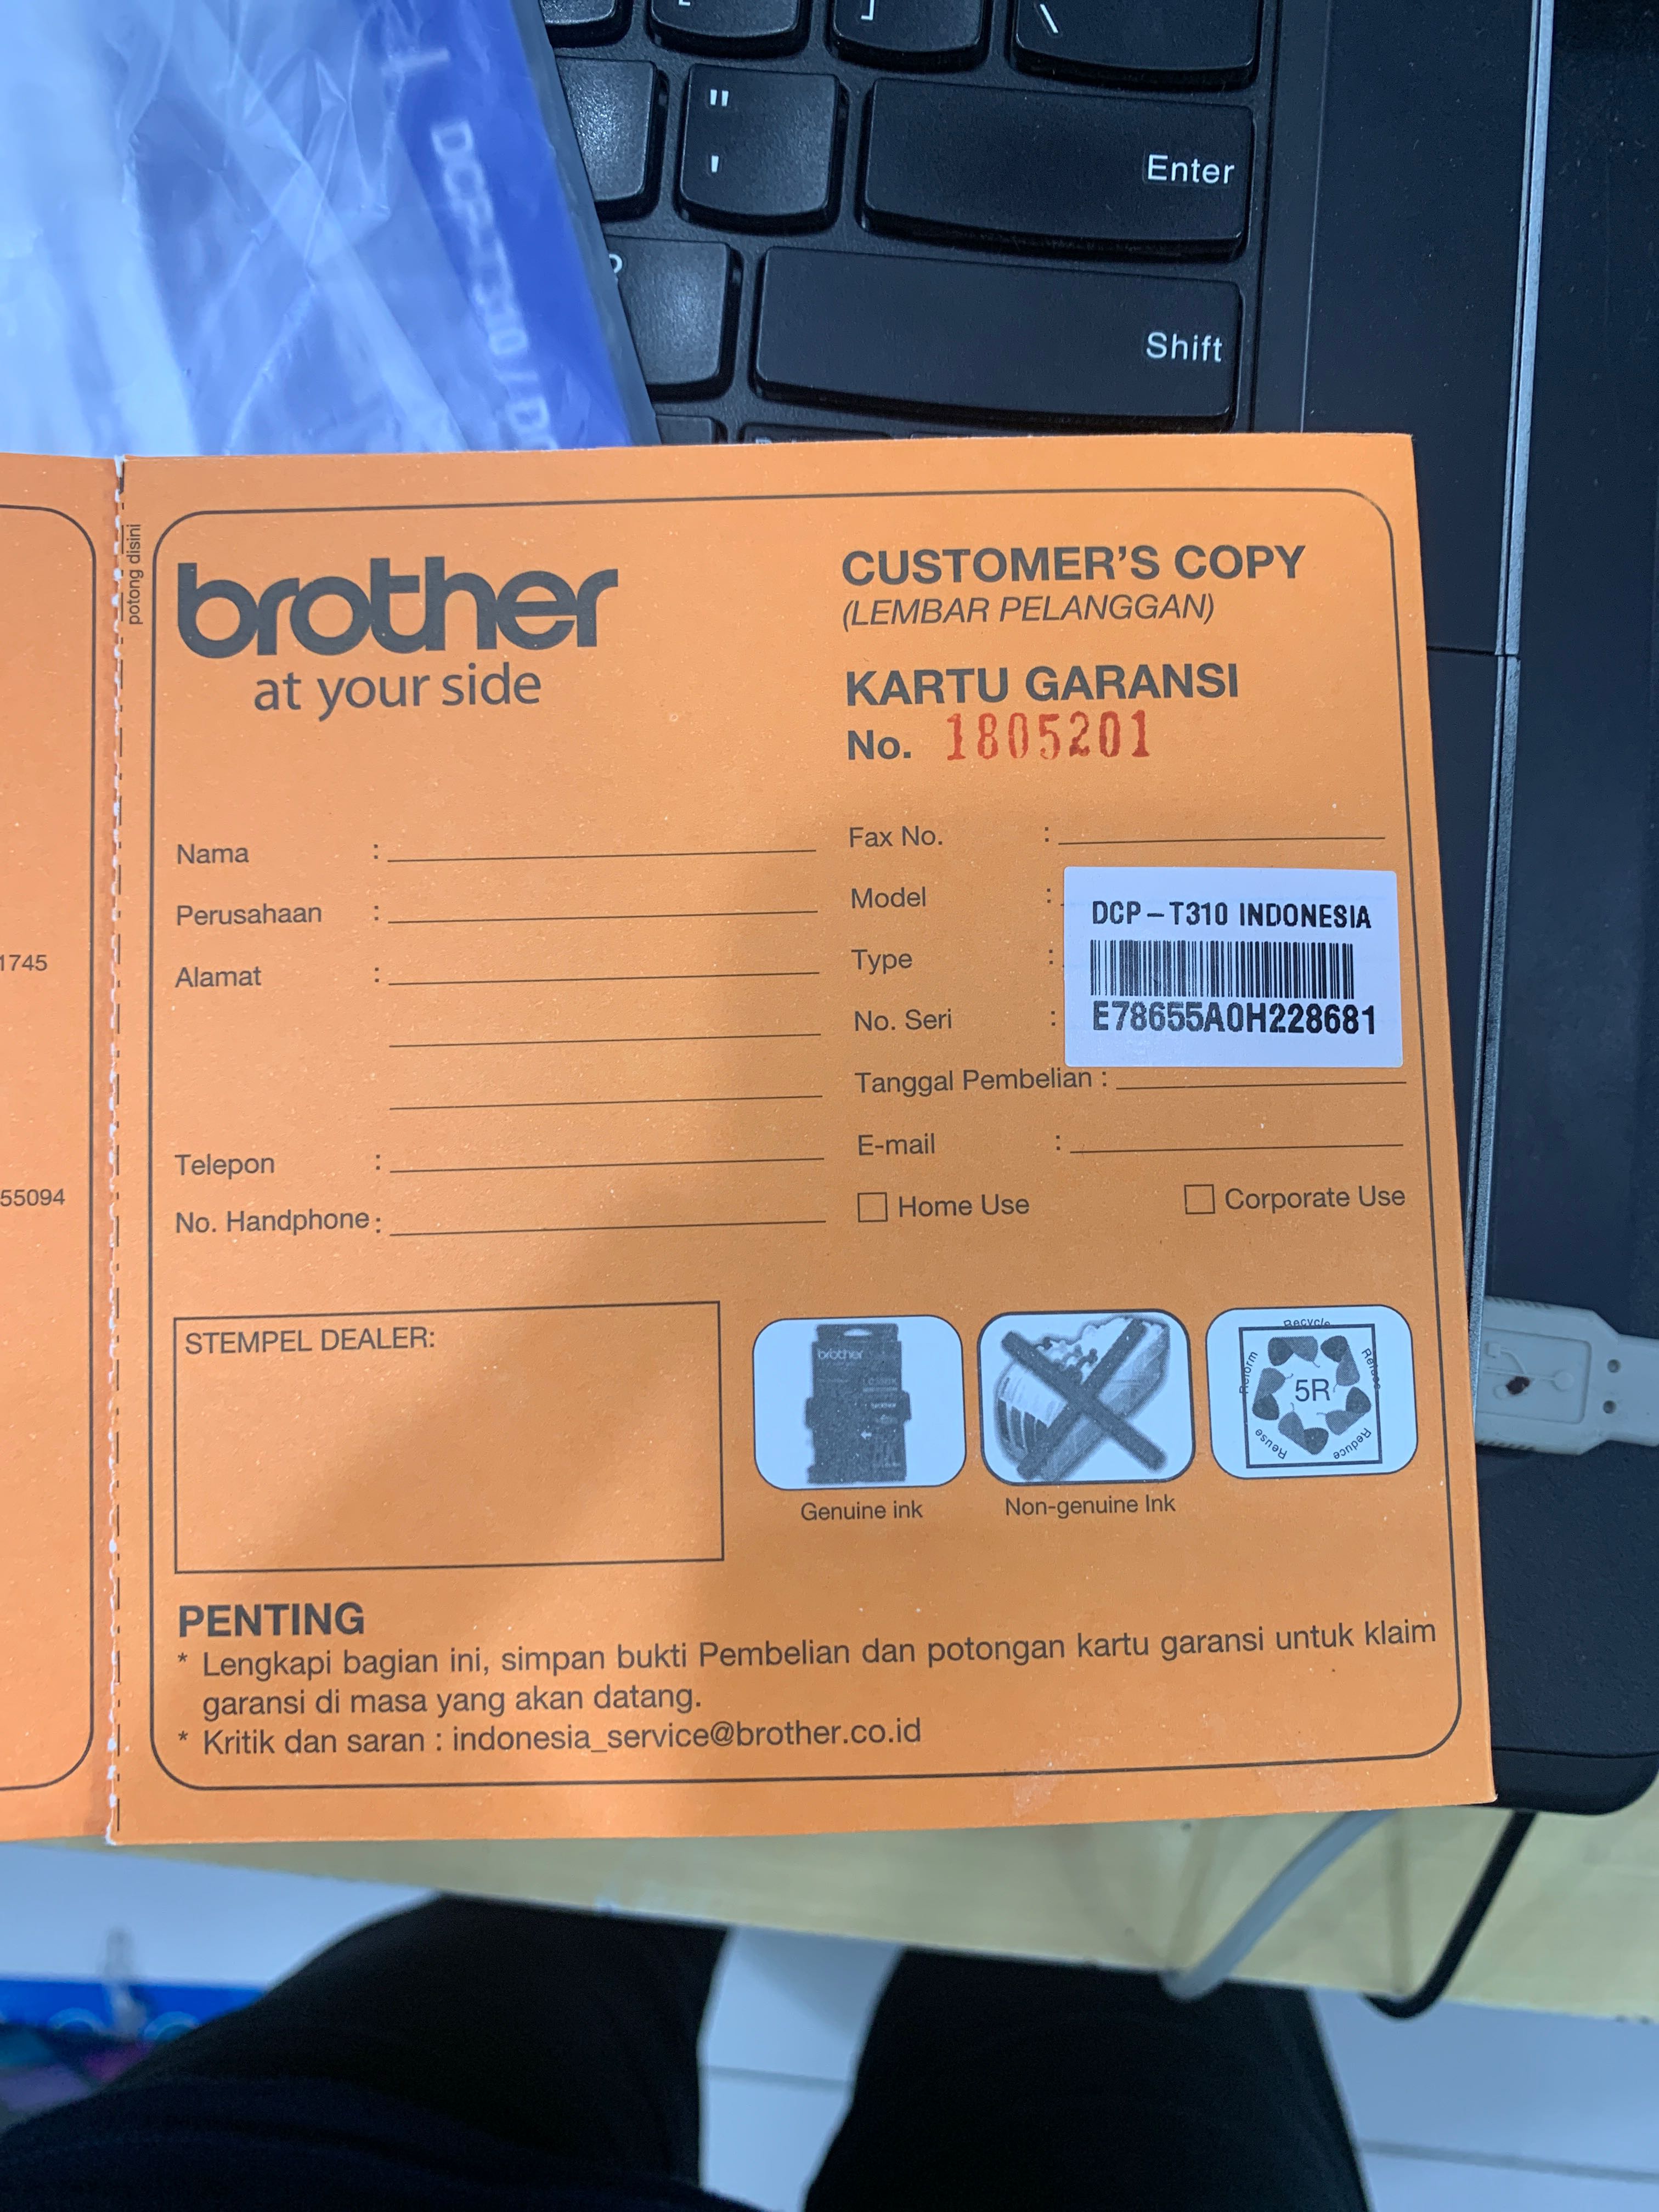 "
'
Enter
Shift
DCP-T310 / D
potong disini
brother
at your side
CUSTOMER'S COPY
(LEMBAR PELANGGAN)
KARTU GARANSI
No. 1805201
Nama :
Perusahaan :
Alamat :
Telepon :
No. Handphone :
Fax No. :
Model :
Type :
No. Seri :
DCP-T310 INDONESIA
E78655A0H228681
Tanggal Pembelian :
E-mail :
Home Use
Corporate Use
1745
55094
STEMPEL DEALER:
brother
Genuine ink
Non-genuine Ink
Recycle
Refuse
Reduce
Reuse
Reform
5R
PENTING
* Lengkapi bagian ini, simpan bukti Pembelian dan potongan kartu garansi untuk klaim
garansi di masa yang akan datang.
* Kritik dan saran : indonesia_service@brother.co.id